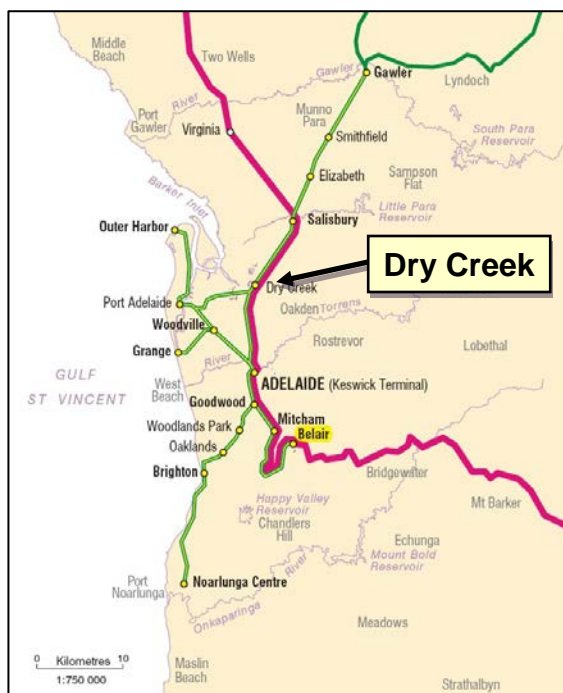 Middle
Beach
Two Wells
Gawler
Lyndoch
Port
Gawler
River
Gawler
River
Munno
Para
Virginia
Smithfield
South Para
Reservoir
Elizabeth
Sampson
Flat
Barker Inlet
Little Para
Reservoir
Salisbury
Outer Harbor
Dry Creek
Dry Creek
Port Adelaide
Oakden
Torrens
Woodville
Rostrevor
Lobethal
Grange
River
GULF
ST VINCENT
West
Beach
ADELAIDE (Keswick Terminal)
Goodwood
Mitcham
Woodlands Park
Belair
Oaklands
Bridgewater
Brighton
Mt Barker
Happy Valley
Reservoir
Chandlers
Hill
Echunga
Mount Bold
Reservoir
River
Port
Noarlunga
Noarlunga Centre
Onkaparinga
Meadows
0 Kilometres 10
1:750 000
Maslin
Beach
Strathalbyn